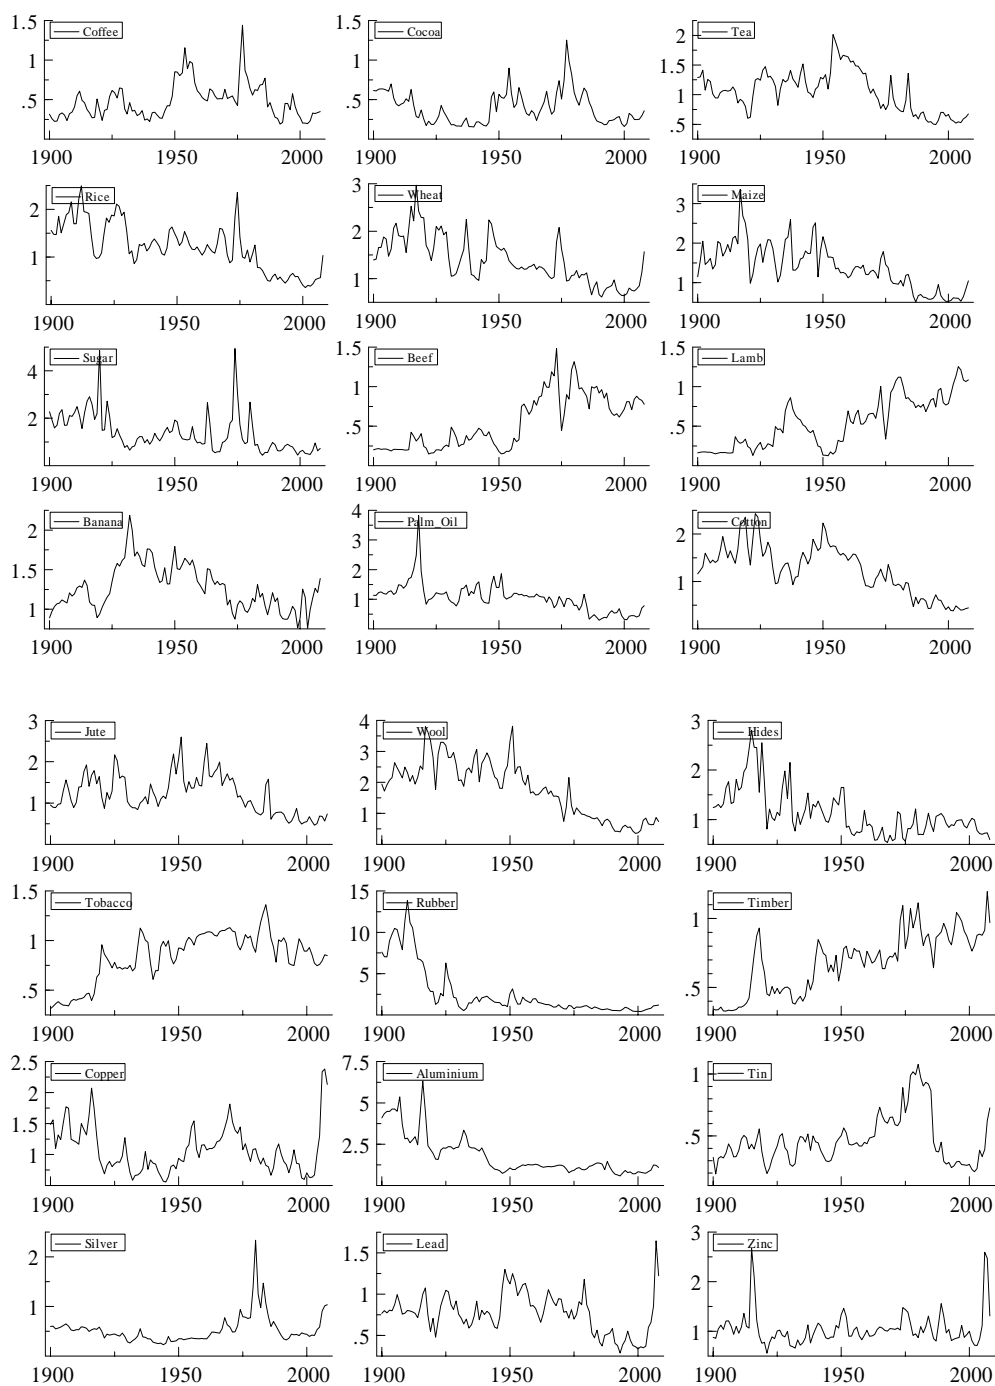 1.5 Coffee
1
.5
1900 1950 2000
1.5 Cocoa
1
.5
1900 1950 2000
Tea
2
1.5
1
.5
1900 1950 2000
Rice
2
1
1900 1950 2000
3 Wheat
2
1
1900 1950 2000
Maize
3
2
1
1900 1950 2000
Sugar
4
2
1900 1950 2000
1.5 Beef
1
.5
1900 1950 2000
1.5 Lamb
1
.5
1900 1950 2000
Banana
2
1.5
1
1900 1950 2000
4 Palm_Oil
3
2
1
1900 1950 2000
Cotton
2
1
1900 1950 2000
3 Jute
2
1
1900 1950 2000
4 Wool
3
2
1
1900 1950 2000
3 Hides
2
1
1900 1950 2000
1.5 Tobacco
1
.5
1900 1950 2000
15 Rubber
10
5
1900 1950 2000
Timber
1
.5
1900 1950 2000
2.5 Copper
2
1.5
1
1900 1950 2000
7.5 Aluminium
5
2.5
1900 1950 2000
Tin
1
.5
1900 1950 2000
Silver
2
1
1900 1950 2000
Lead
1.5
1
.5
1900 1950 2000
3 Zinc
2
1
1900 1950 2000